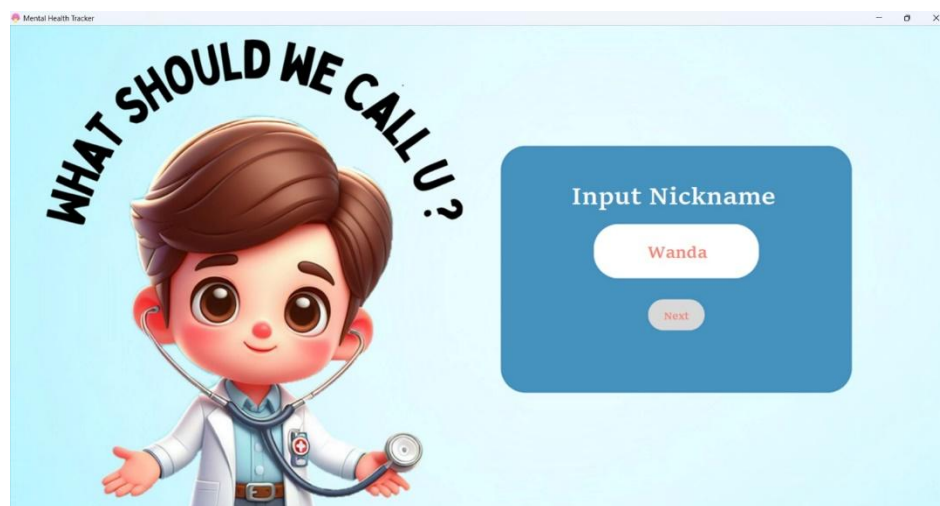 Mental Health Tracker
WHAT SHOULD WE CALL U ?
Input Nickname
Wanda
Next